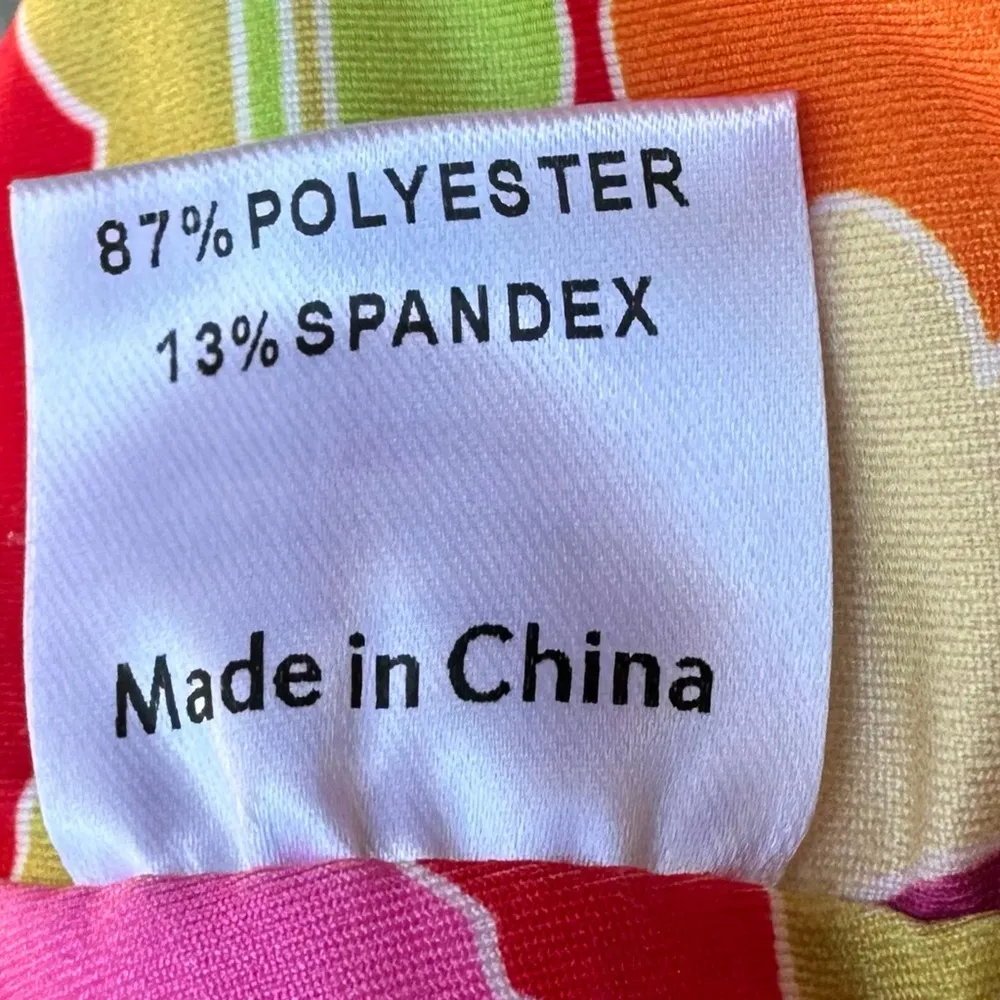 87% POLYESTER
13% SPANDEX
Made in China